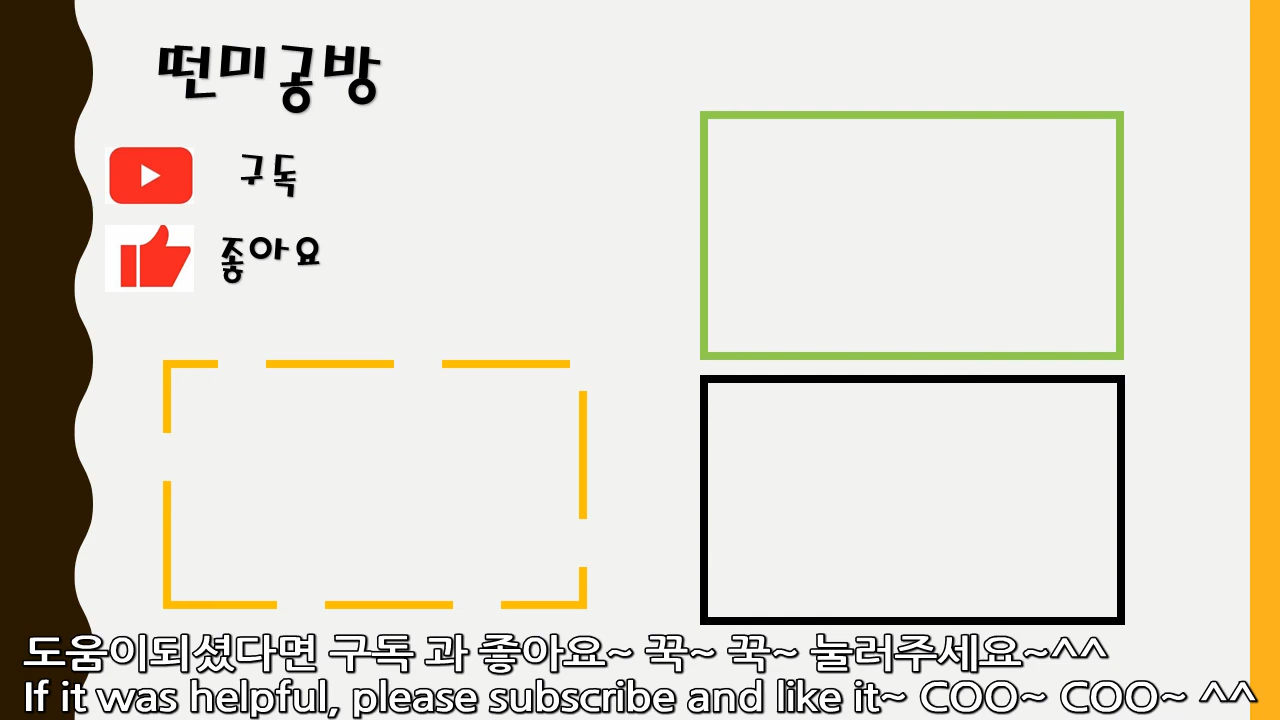 떤미공방
구독
좋아요
도움이되셨다면 구독 과 좋아요~ 꾹~ 꾹~ 눌러주세요~^^
If it was helpful, please subscribe and like it~ COO~ COO~ ^^